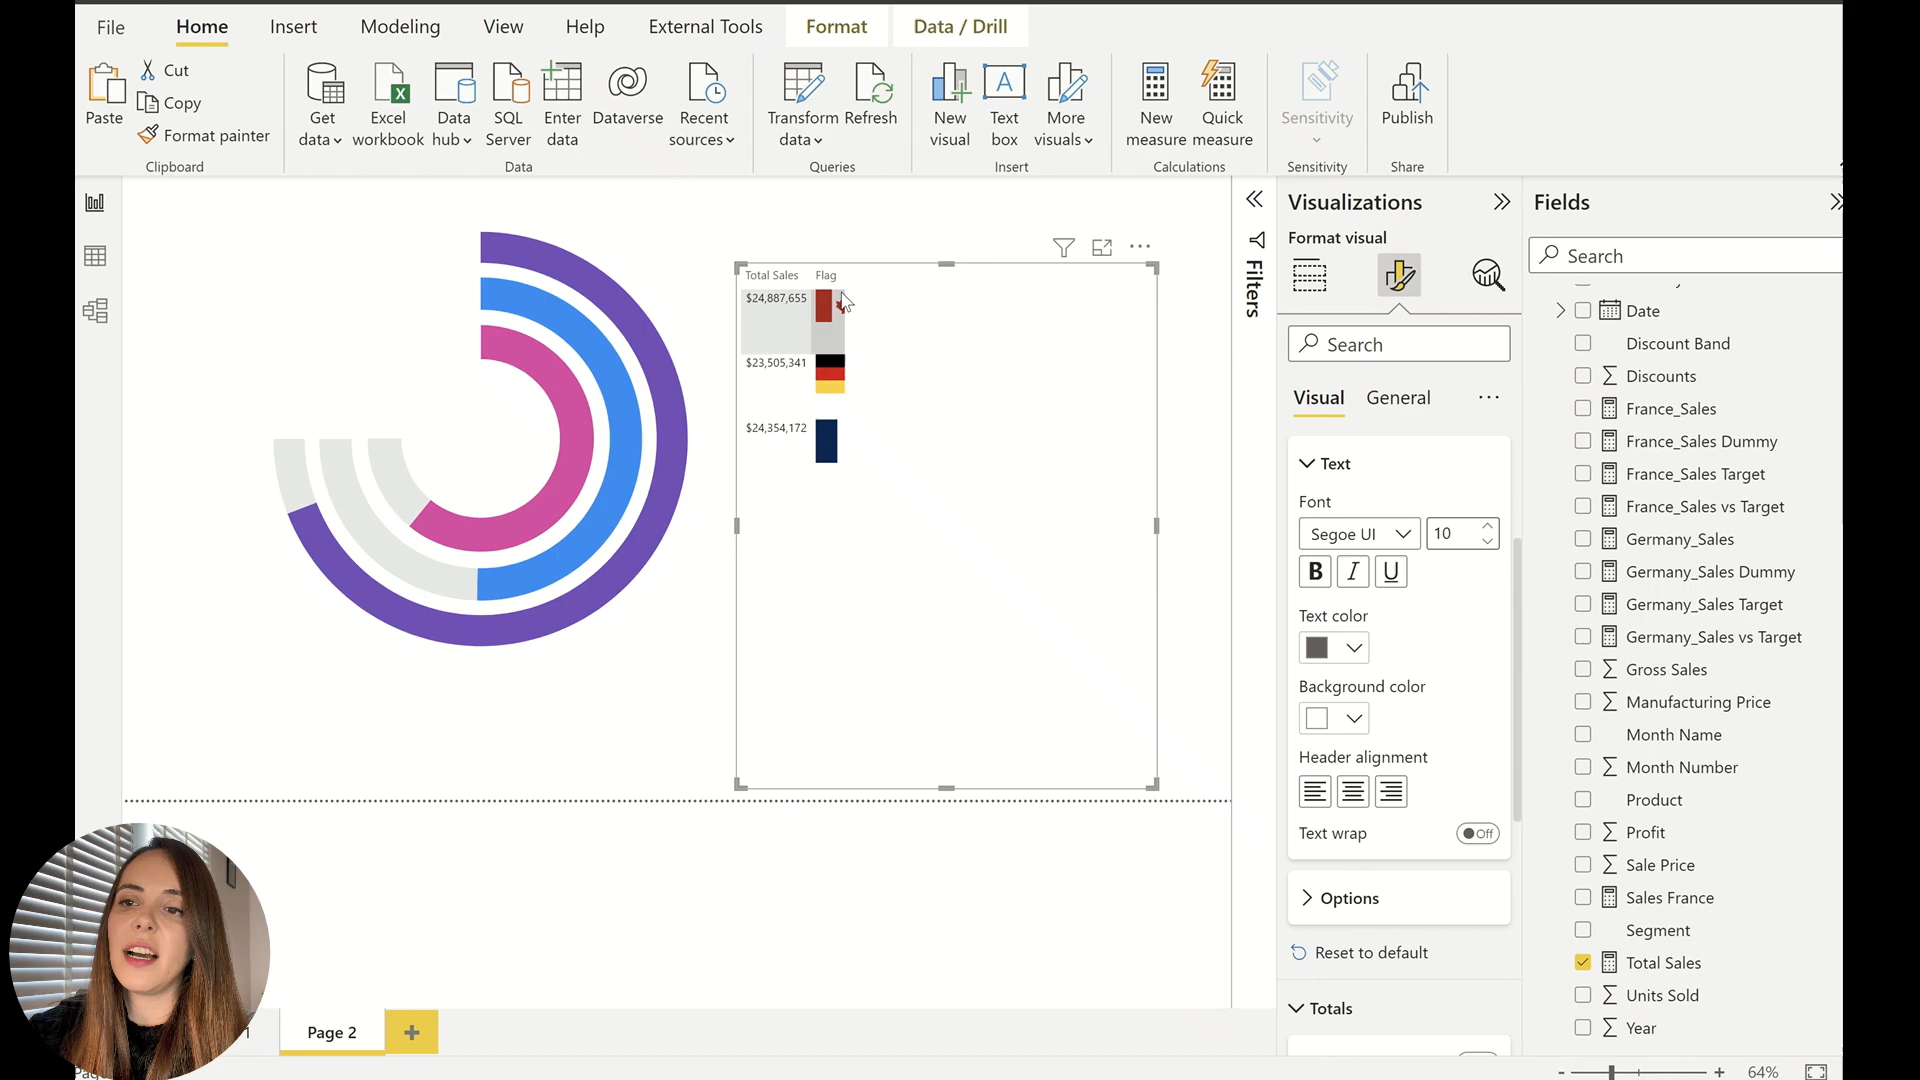 File Home Insert Modeling View Help External Tools Format Data / Drill
Paste
Cut
Copy
Format painter
Clipboard
Get data
Excel workbook
Data hub
SQL Server
Enter data
Dataverse
Recent sources
Data
Transform data
Refresh
Queries
New visual
Text box
More visuals
Insert
New measure
Quick measure
Calculations
Sensitivity
Sensitivity
Publish
Share
Total Sales Flag
$24,887,655
$23,505,341
$24,354,172
Filters
Visualizations
Format visual
Search
Visual General
Text
Font
Segoe UI 10
B I U
Text color
Background color
Header alignment
Text wrap Off
Options
Reset to default
Totals
Fields
Search
Date
Discount Band
Discounts
France_Sales
France_Sales Dummy
France_Sales Target
France_Sales vs Target
Germany_Sales
Germany_Sales Dummy
Germany_Sales Target
Germany_Sales vs Target
Gross Sales
Manufacturing Price
Month Name
Month Number
Product
Profit
Sale Price
Sales France
Segment
Total Sales
Units Sold
Year
1
Page 2
64%